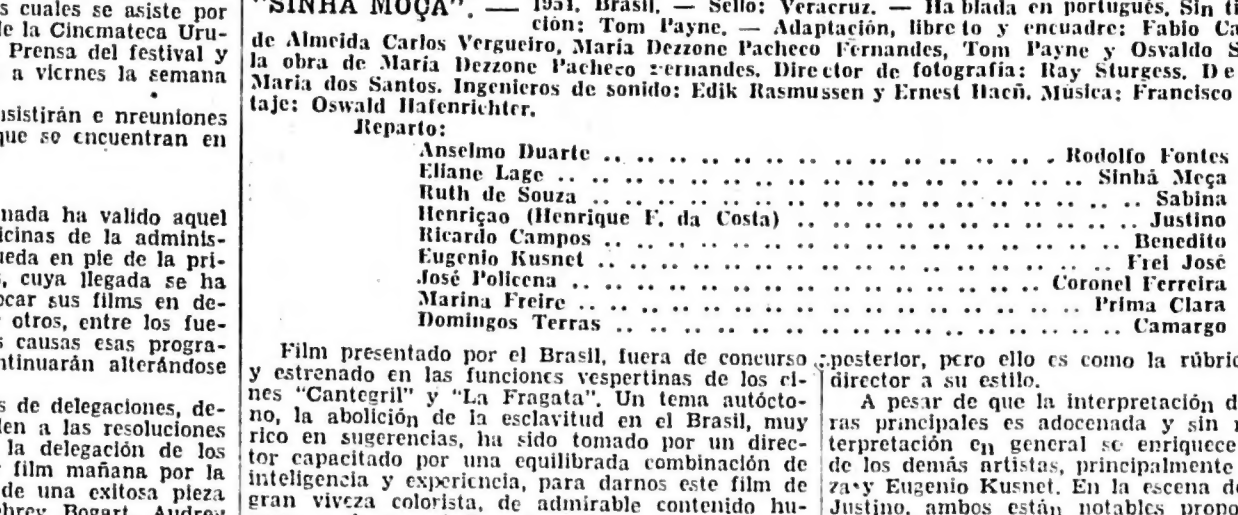 s cuales se asiste por
de la Cinemateca Uru-
Prensa del festival y
a viernes la semana
nsistirán e nreuniones
que se encuentran en
nada ha valido aquel
icinas de la adminis-
ueda en pie de la pri-
, cuya llegada se ha
ocar sus films en de-
otros, entre los fue-
s causas esas progra-
ntinuarán alterándose
s de delegaciones, de-
den a las resoluciones
la delegación de los
film mañana por la
de una exitosa pieza
Bogart, Audrey
"SINHA MOÇA". — Brasil. — Sello: Veracruz. — Hablada en portugués, Sin
ción: Tom Payne. — Adaptación, libreto y encuadre: Fabio Ca
de Almeida Carlos Vergueiro, Maria Dezzone Pacheco Fernandes, Tom Payne y Osvaldo S
la obra de María Dezzone Pacheco Fernandes. Director de fotografía: Ray Sturgess. De
Maria dos Santos. Ingenieros de sonido: Edik Rasmussen y Ernest Hacñ. Música: Francisco
taje: Oswald Hafenrichter.
Reparto:
Anselmo Duarte .. .. .. .. .. .. .. .. .. .. .. .. .. .. .. .. Rodolfo Fontes
Eliane Lage .. .. .. .. .. .. .. .. .. .. .. .. .. .. .. .. .. .. .. Sinhá Meça
Ruth de Souza .. .. .. .. .. .. .. .. .. .. .. .. .. .. .. .. .. .. .. .. Sabina
Henriçao (Henrique F. da Costa) .. .. .. .. .. .. .. .. .. .. .. .. Justino
Ricardo Campos .. .. .. .. .. .. .. .. .. .. .. .. .. .. .. .. .. .. Benedito
Eugenio Kusnet .. .. .. .. .. .. .. .. .. .. .. .. .. .. .. .. .. .. Frei José
José Policena .. .. .. .. .. .. .. .. .. .. .. .. .. .. .. .. Coronel Ferreira
Marina Freire .. .. .. .. .. .. .. .. .. .. .. .. .. .. .. .. .. Prima Clara
Domingos Terras .. .. .. .. .. .. .. .. .. .. .. .. .. .. .. .. .. .. Camargo
Film presentado por el Brasil, fuera de concurso
y estrenado en las funciones vespertinas de los ci-
nes "Cantegril" y "La Fragata". Un tema autócto-
no, la abolición de la esclavitud en el Brasil, muy
rico en sugerencias, ha sido tomado por un direc-
tor capacitado por una equilibrada combinación de
inteligencia y experiencia, para darnos este film de
gran viveza colorista, de admirable contenido hu-
posterior, pero ello es como la rúbric
director a su estilo.
A pesar de que la interpretación d
ras principales es adocenada y sin
terpretación en general se enriquece
de los demás artistas, principalmente
za y Eugenio Kusnet. En la escena de
Justino, ambos están notables propo